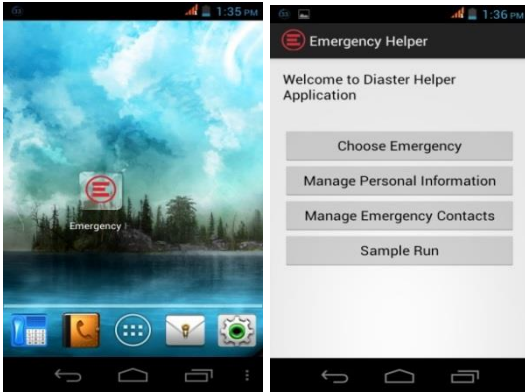 1:35 PM
Emergency
1:36 PM
Emergency Helper
Welcome to Diaster Helper
Application
Choose Emergency
Manage Personal Information
Manage Emergency Contacts
Sample Run